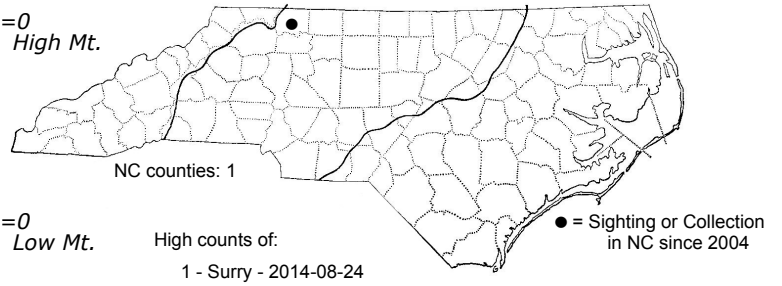 =0
High Mt.
NC counties: 1
=0
Low Mt.
High counts of:
1 - Surry - 2014-08-24
● = Sighting or Collection
in NC since 2004